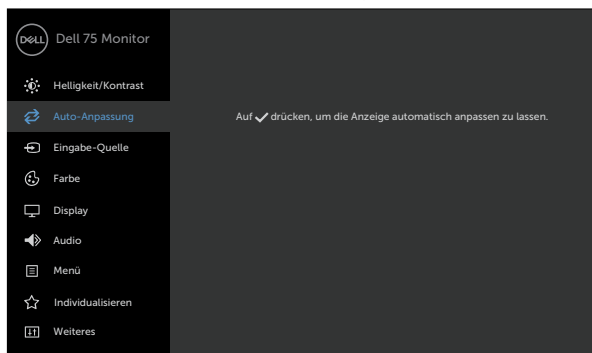 DELL Dell 75 Monitor
Helligkeit/Kontrast
Auto-Anpassung
Auf ✓ drücken, um die Anzeige automatisch anpassen zu lassen.
Eingabe-Quelle
Farbe
Display
Audio
Menü
Individualisieren
Weiteres